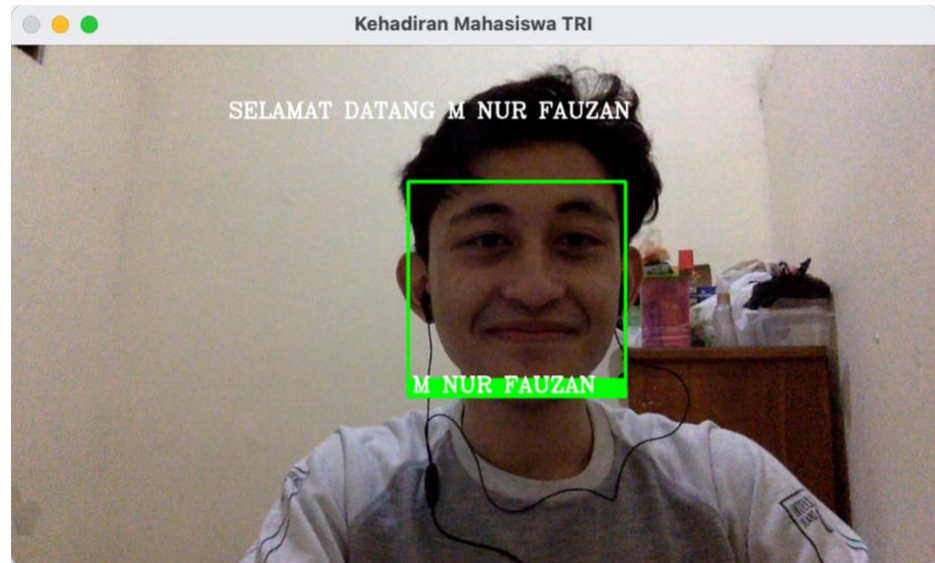 Kehadiran Mahasiswa TRI
SELAMAT DATANG M NUR FAUZAN
M NUR FAUZAN